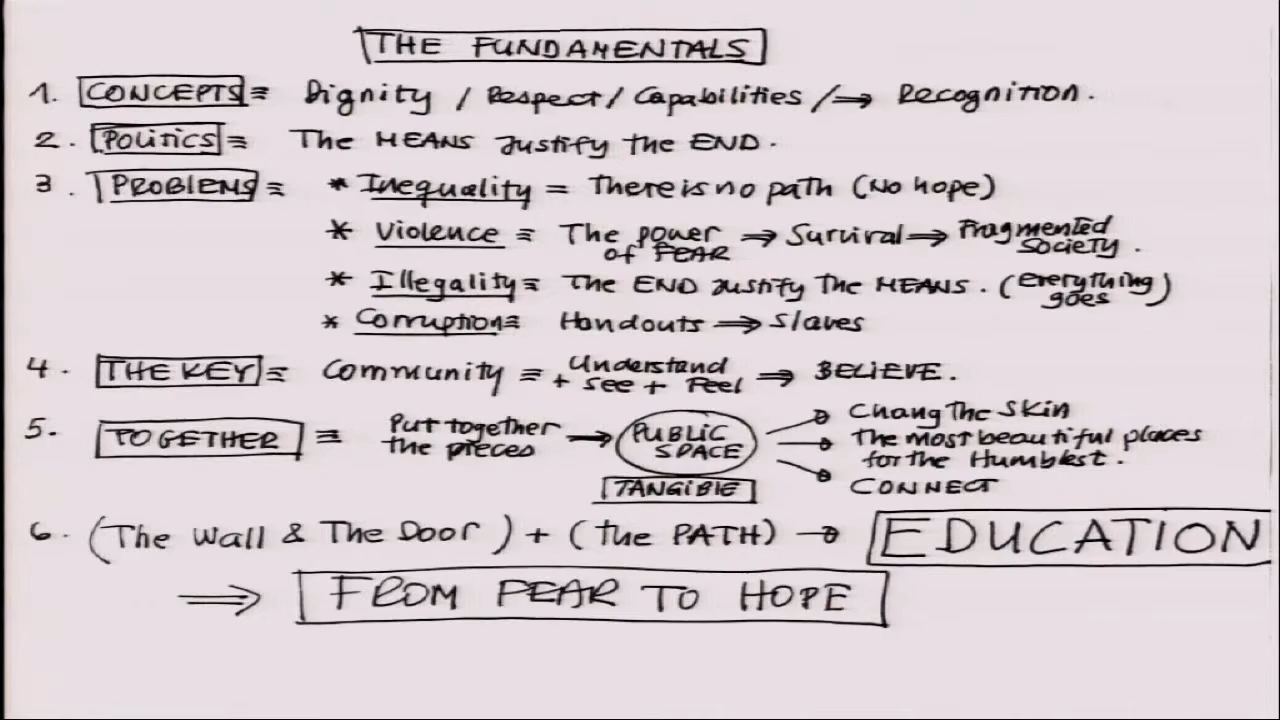 THE FUNDAMENTALS
1. CONCEPTS ≡ Dignity / Respect / Capabilities / → Recognition.
2. POLITICS ≡ The MEANS Justify the END.
3. PROBLEMS ≡ * Inequality = There is no path (No hope)
* Violence ≡ The power of FEAR → Survival → Fragmented Society.
* Illegality ≡ The END Justify The MEANS. (Everything goes)
* Corruption ≡ Handouts → Slaves
4. THE KEY ≡ Community ≡ Understand + See + Feel ⇒ BELIEVE.
5. TOGETHER ≡ Put together the pieces → PUBLIC SPACE
TANGIBLE
Chang The Skin
The most beautiful places for the Humblest.
CONNECT
6. (The Wall & The Door) + (the PATH) → EDUCATION
⇒ FROM FEAR TO HOPE